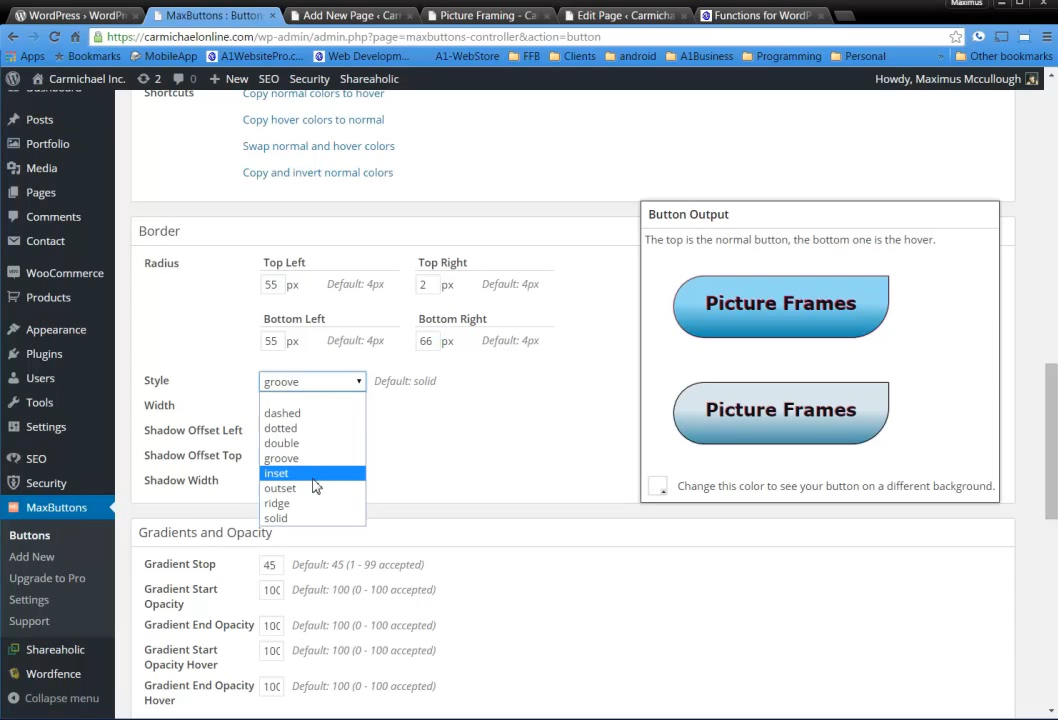 Maximus
WordPress › WordPr
MaxButtons : Button
Add New Page ‹ Carr
Picture Framing - Ca
Edit Page ‹ Carmicha
Functions for WordP
https://carmichaelonline.com/wp-admin/admin.php?page=maxbuttons-controller&action=button
Apps
Bookmarks
MobileApp
A1WebsitePro.c...
Web Developm...
A1-WebStore
FFB
Clients
android
A1Business
Programming
Personal
»
Other bookmarks
Carmichael Inc.
2
0
New
SEO
Security
Shareaholic
Howdy, Maximus Mccullough
Posts
Portfolio
Media
Pages
Comments
Contact
WooCommerce
Products
Appearance
Plugins
Users
Tools
Settings
SEO
Security
MaxButtons
Buttons
Add New
Upgrade to Pro
Settings
Support
Shareaholic
Wordfence
Collapse menu
Shortcuts
Copy normal colors to hover
Copy hover colors to normal
Swap normal and hover colors
Copy and invert normal colors
Border
Radius
Top Left
Top Right
55 px Default: 4px
2 px Default: 4px
Bottom Left
Bottom Right
55 px Default: 4px
66 px Default: 4px
Style
groove
Default: solid
Width
Shadow Offset Left
Shadow Offset Top
Shadow Width
dashed
dotted
double
groove
inset
outset
ridge
solid
Button Output
The top is the normal button, the bottom one is the hover.
Picture Frames
Picture Frames
Change this color to see your button on a different background.
Gradients and Opacity
Gradient Stop
45 Default: 45 (1 - 99 accepted)
Gradient Start
Opacity
100 Default: 100 (0 - 100 accepted)
Gradient End Opacity
100 Default: 100 (0 - 100 accepted)
Gradient Start
Opacity Hover
100 Default: 100 (0 - 100 accepted)
Gradient End Opacity
Hover
100 Default: 100 (0 - 100 accepted)